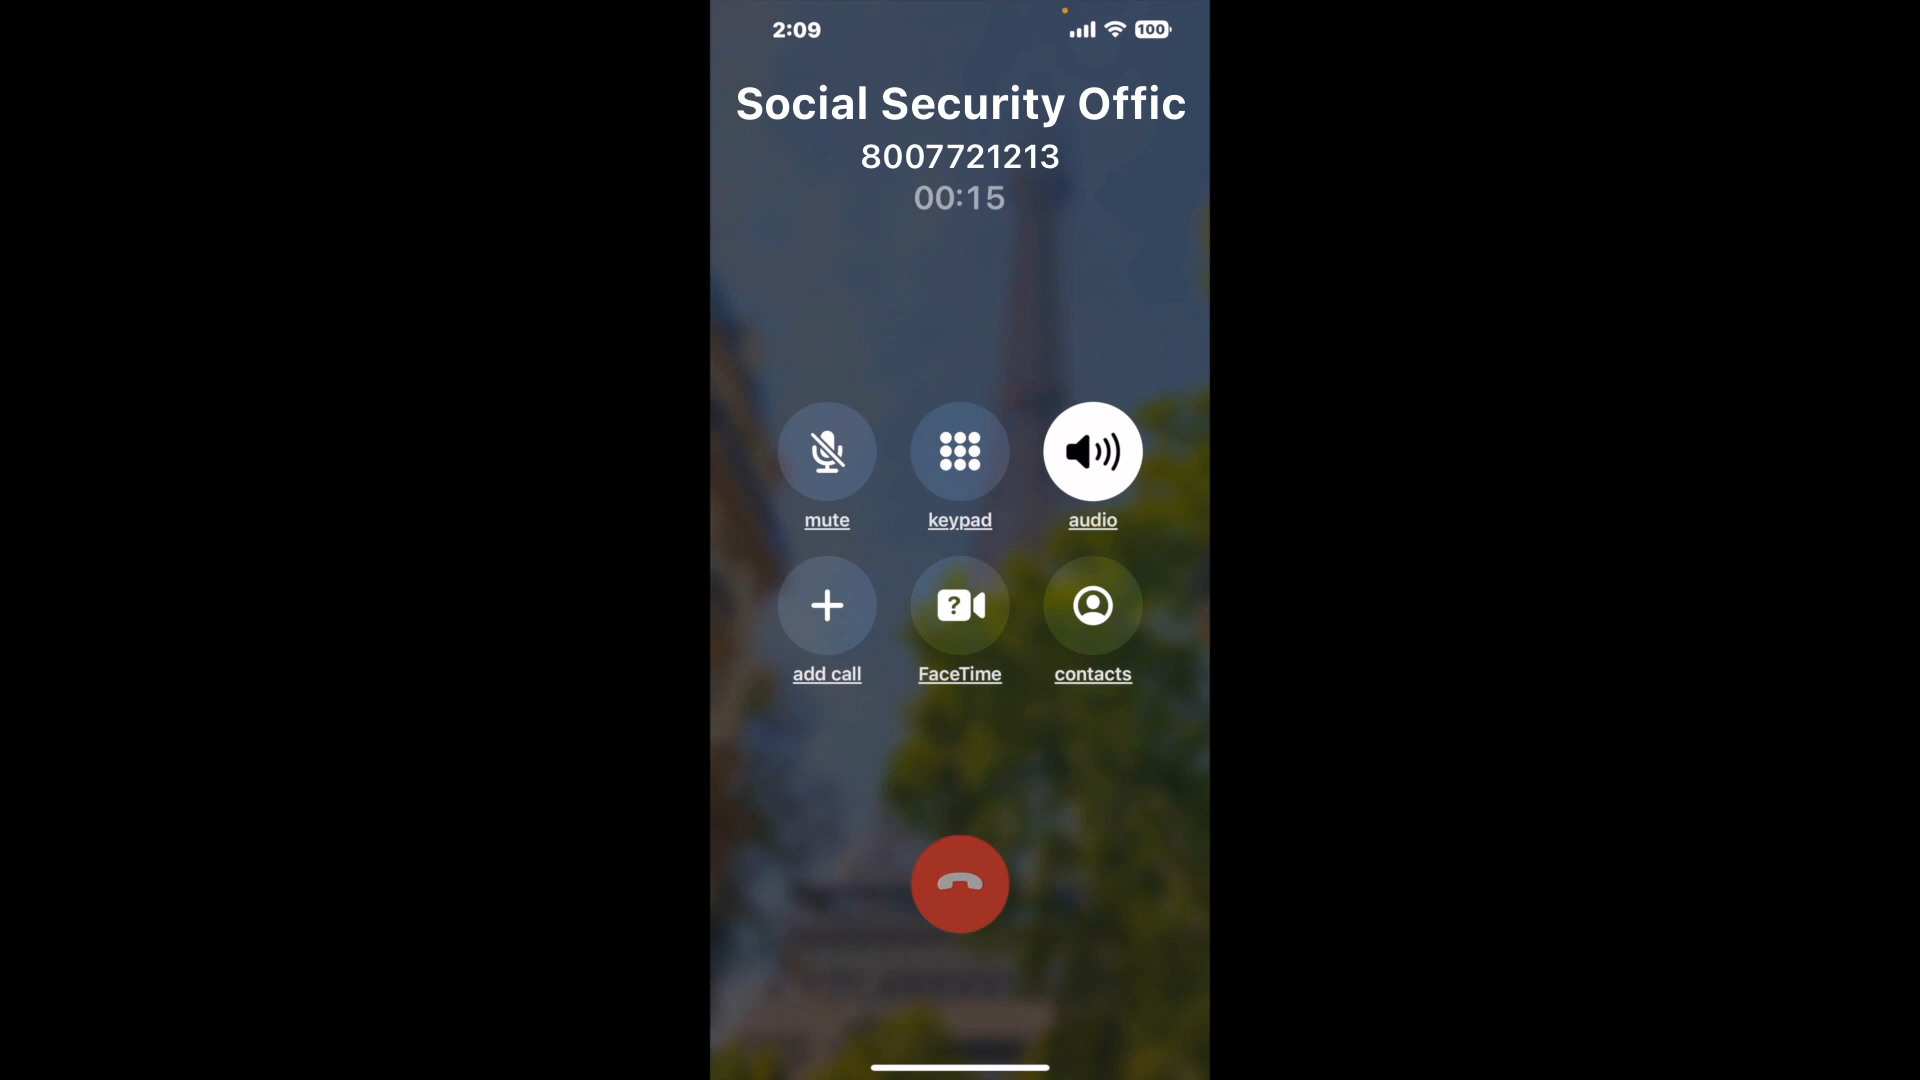 2:09
100
Social Security Offic
8007721213
00:15
mute
keypad
audio
?
add call
FaceTime
contacts